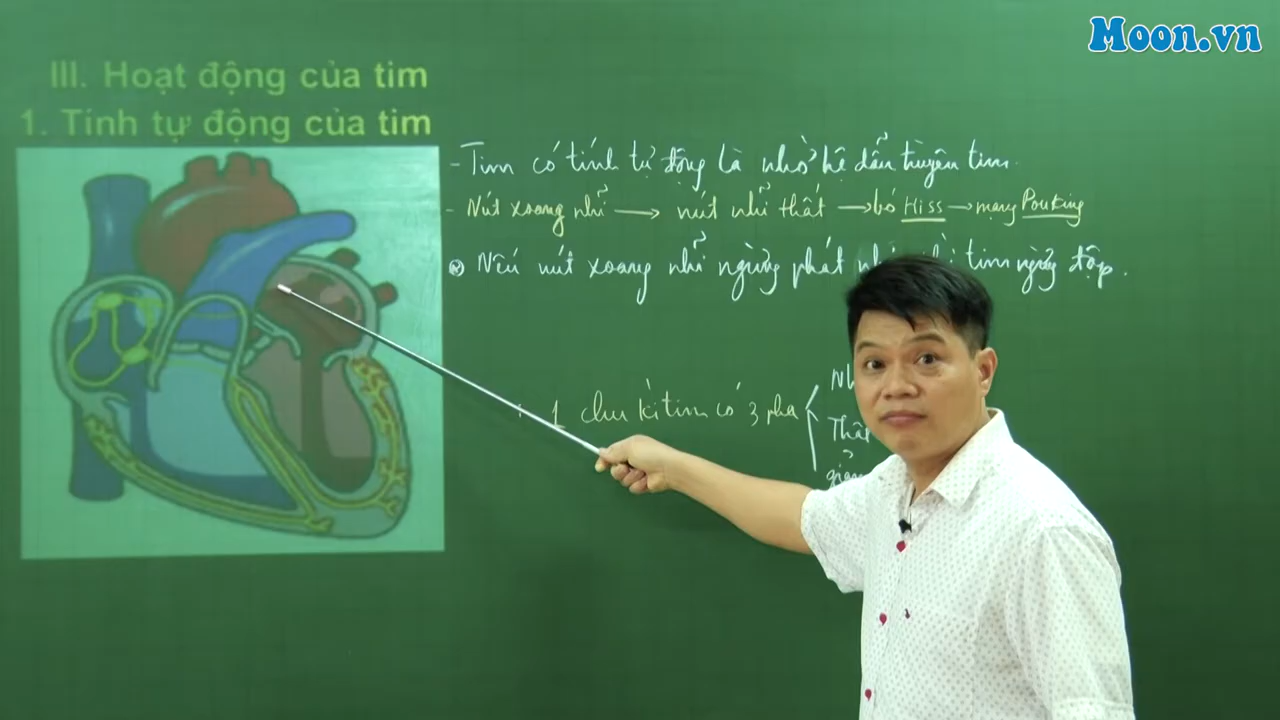 Moon.vn
III. Hoạt động của tim
1. Tính tự động của tim
- Tim có tính tự động là nhờ hệ dẫn truyền tim.
- Nút xoang nhĩ → nút nhĩ thất → bó Hiss → mạng Pouking
Nếu nút xoang nhĩ ngừng phát tim ngừng đập.
1 chu kì tim có 3 pha